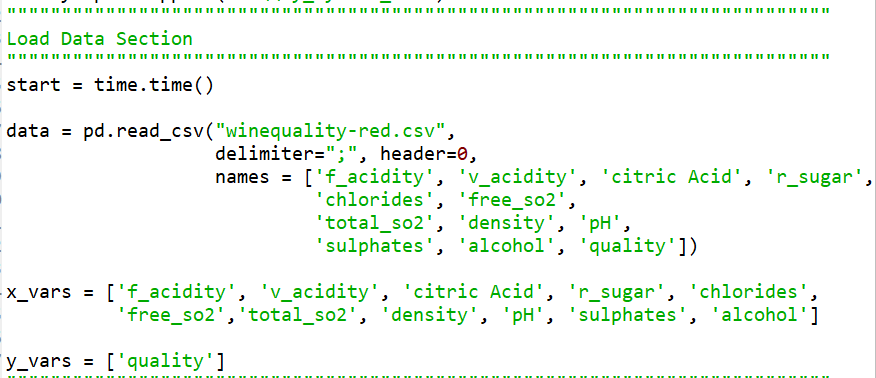 """"""""""""""""""""""""""""""""""""""""""""""""""""""""""""""""""""""""""
Load Data Section
""""""""""""""""""""""""""""""""""""""""""""""""""""""""""""""""""""""""""
start = time.time()
data = pd.read_csv("winequality-red.csv",
delimiter=";", header=0,
names = ['f_acidity', 'v_acidity', 'citric Acid', 'r_sugar',
'chlorides', 'free_so2',
'total_so2', 'density', 'pH',
'sulphates', 'alcohol', 'quality'])
x_vars = ['f_acidity', 'v_acidity', 'citric Acid', 'r_sugar', 'chlorides',
'free_so2','total_so2', 'density', 'pH', 'sulphates', 'alcohol']
y_vars = ['quality']